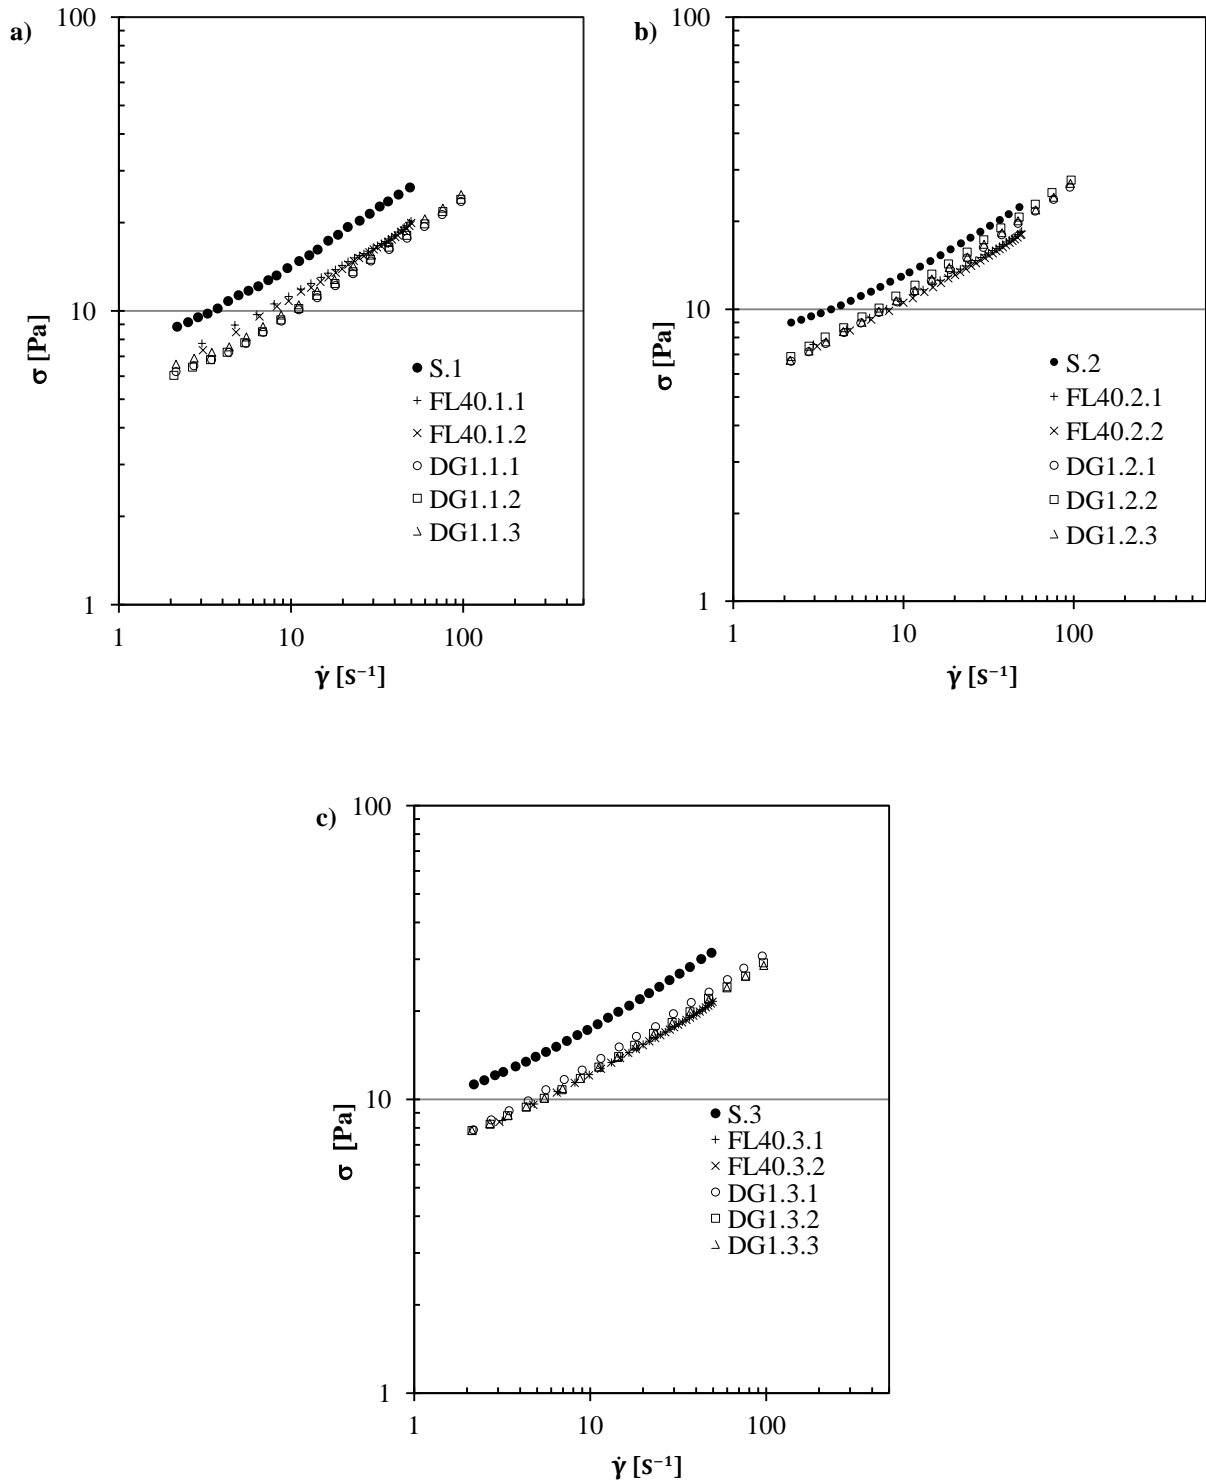 a)
100
10
1
σ [Pa]
S.1
FL40.1.1
FL40.1.2
DG1.1.1
DG1.1.2
DG1.1.3
1 10 100
γ̇ [s⁻¹]
b)
100
10
1
σ [Pa]
S.2
FL40.2.1
FL40.2.2
DG1.2.1
DG1.2.2
DG1.2.3
1 10 100
γ̇ [s⁻¹]
c)
100
10
1
σ [Pa]
S.3
FL40.3.1
FL40.3.2
DG1.3.1
DG1.3.2
DG1.3.3
1 10 100
γ̇ [s⁻¹]